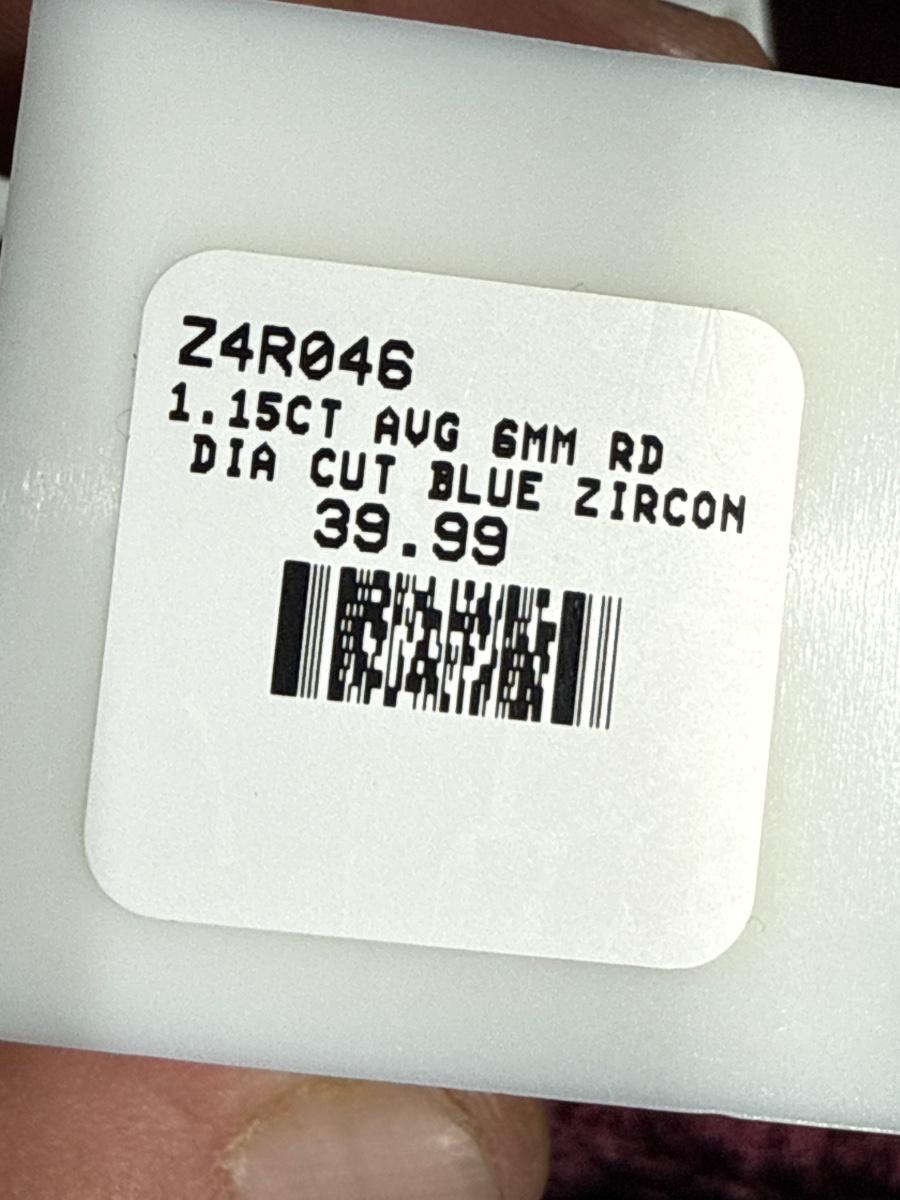 Z4R046
1.15CT AVG 6MM RD
DIA CUT BLUE ZIRCON
39.99